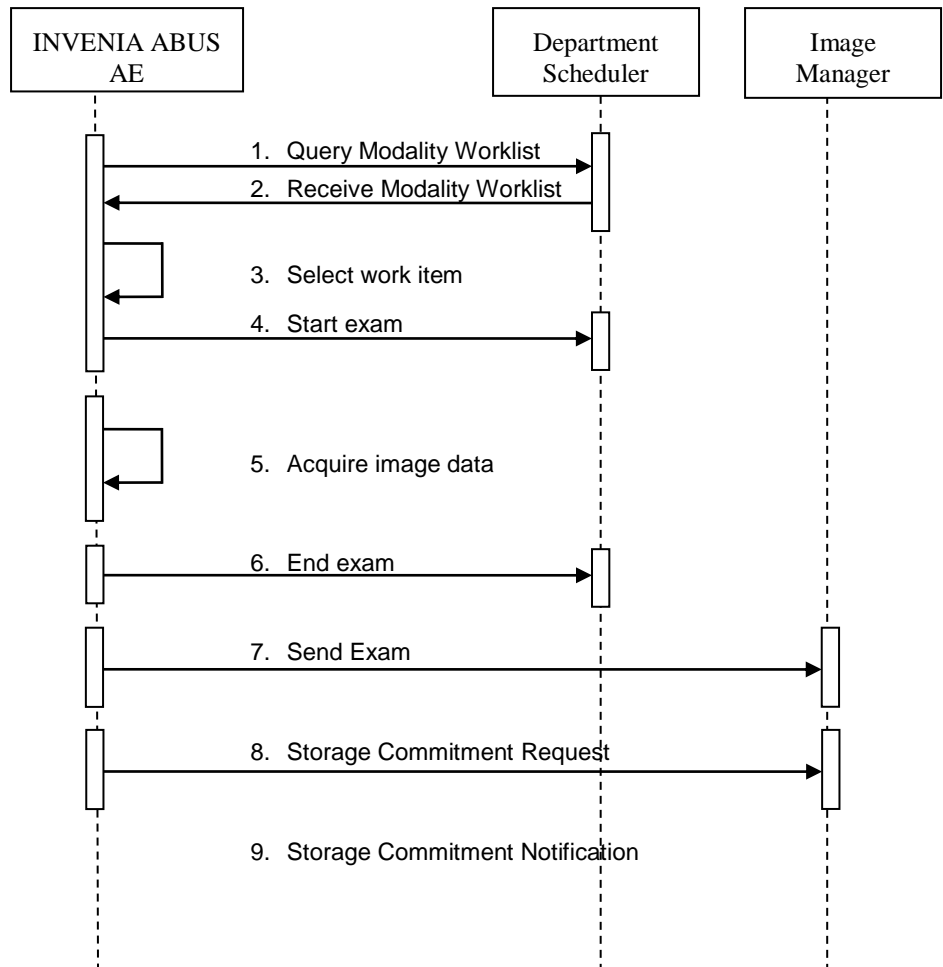 INVENIA ABUS
AE
Department
Scheduler
Image
Manager
1. Query Modality Worklist
2. Receive Modality Worklist
3. Select work item
4. Start exam
5. Acquire image data
6. End exam
7. Send Exam
8. Storage Commitment Request
9. Storage Commitment Notification